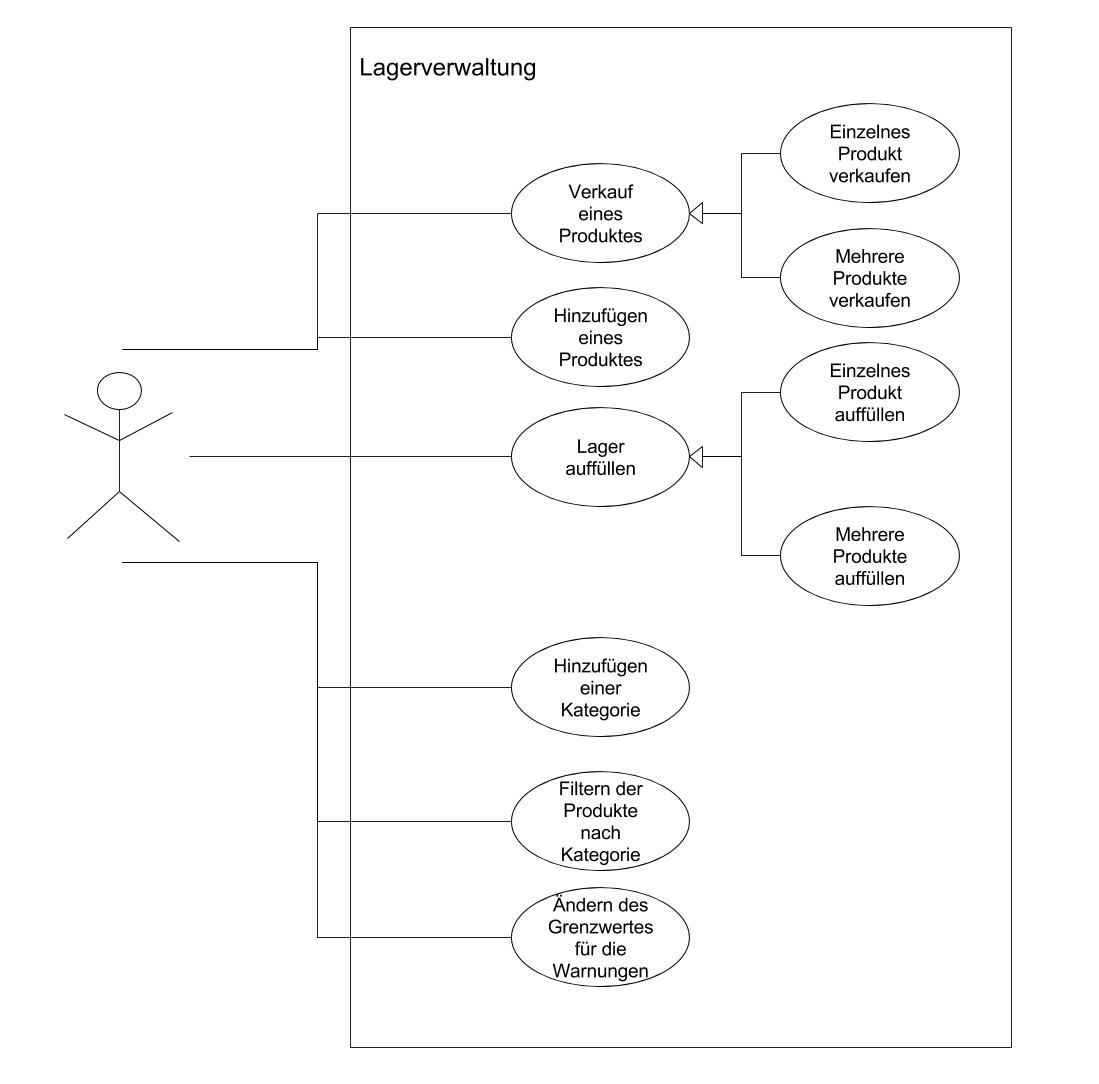 Lagerverwaltung
Einzelnes
Produkt
verkaufen
Verkauf
eines
Produktes
Mehrere
Produkte
verkaufen
Hinzufügen
eines
Produktes
Einzelnes
Produkt
auffüllen
Lager
auffüllen
Mehrere
Produkte
auffüllen
Hinzufügen
einer
Kategorie
Filtern der
Produkte
nach
Kategorie
Ändern des
Grenzwertes
für die
Warnungen